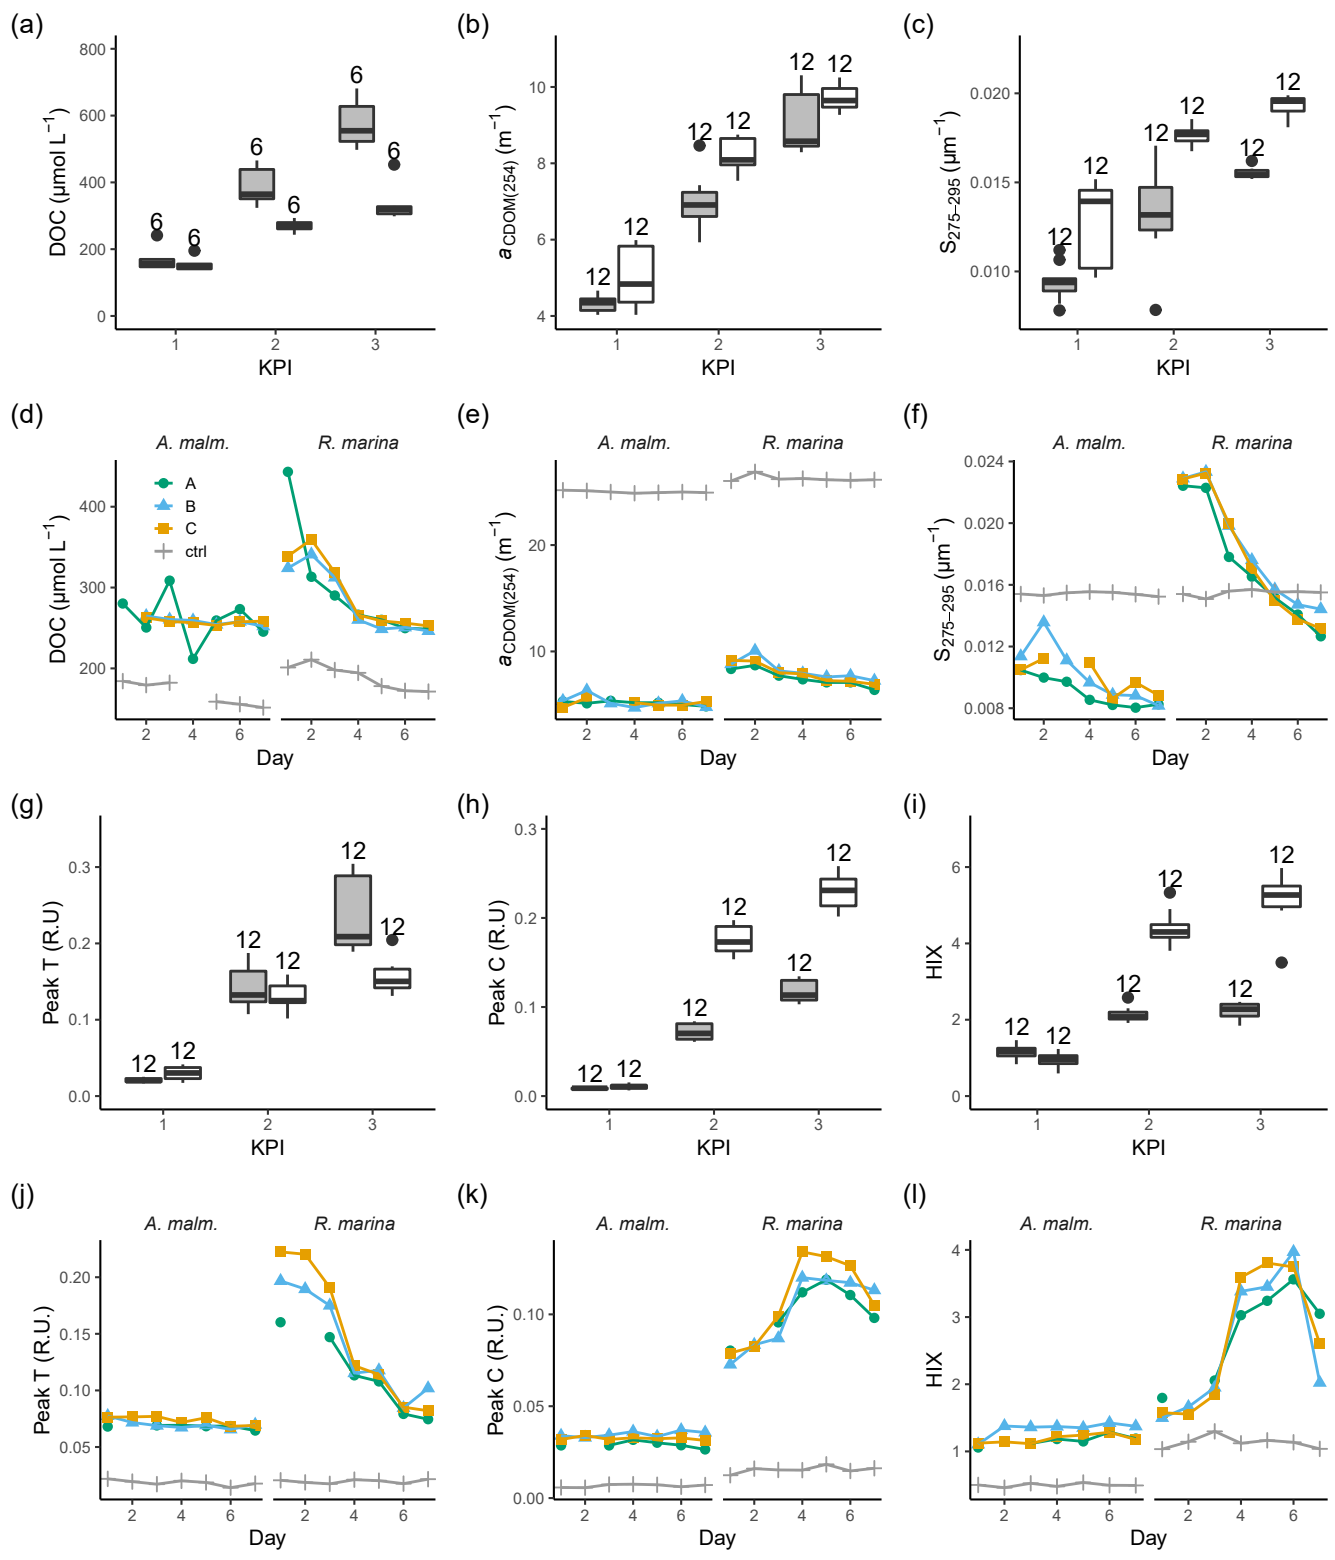 (a)
800
600
400
200
0
DOC (µmol L⁻¹)
6
6
6
6
6
6
1
2
3
KPI
(b)
10
8
6
4
a CDOM(254) (m⁻¹)
12
12
12
12
12
12
1
2
3
KPI
(c)
0.020
0.015
0.010
S275−295 (µm⁻¹)
12
12
12
12
12
12
1
2
3
KPI
(d)
A. malm.
R. marina
A
B
C
ctrl
400
300
200
DOC (µmol L⁻¹)
2
4
6
2
4
6
Day
(e)
A. malm.
R. marina
20
10
a CDOM(254) (m⁻¹)
2
4
6
2
4
6
Day
(f)
A. malm.
R. marina
0.024
0.020
0.016
0.012
0.008
S275−295 (µm⁻¹)
2
4
6
2
4
6
Day
(g)
0.3
0.2
0.1
0.0
Peak T (R.U)
12
12
12
12
12
12
1
2
3
KPI
(h)
0.3
0.2
0.1
0.0
Peak C (R.U)
12
12
12
12
12
12
1
2
3
KPI
(i)
6
4
2
0
HIX
12
12
12
12
12
12
1
2
3
KPI
(j)
A. malm.
R. marina
0.20
0.15
0.10
0.05
Peak T (R.U.)
2
4
6
2
4
6
Day
(k)
A. malm.
R. marina
0.10
0.05
0.00
Peak C (R.U.)
2
4
6
2
4
6
Day
(l)
A. malm.
R. marina
4
3
2
1
HIX
2
4
6
2
4
6
Day